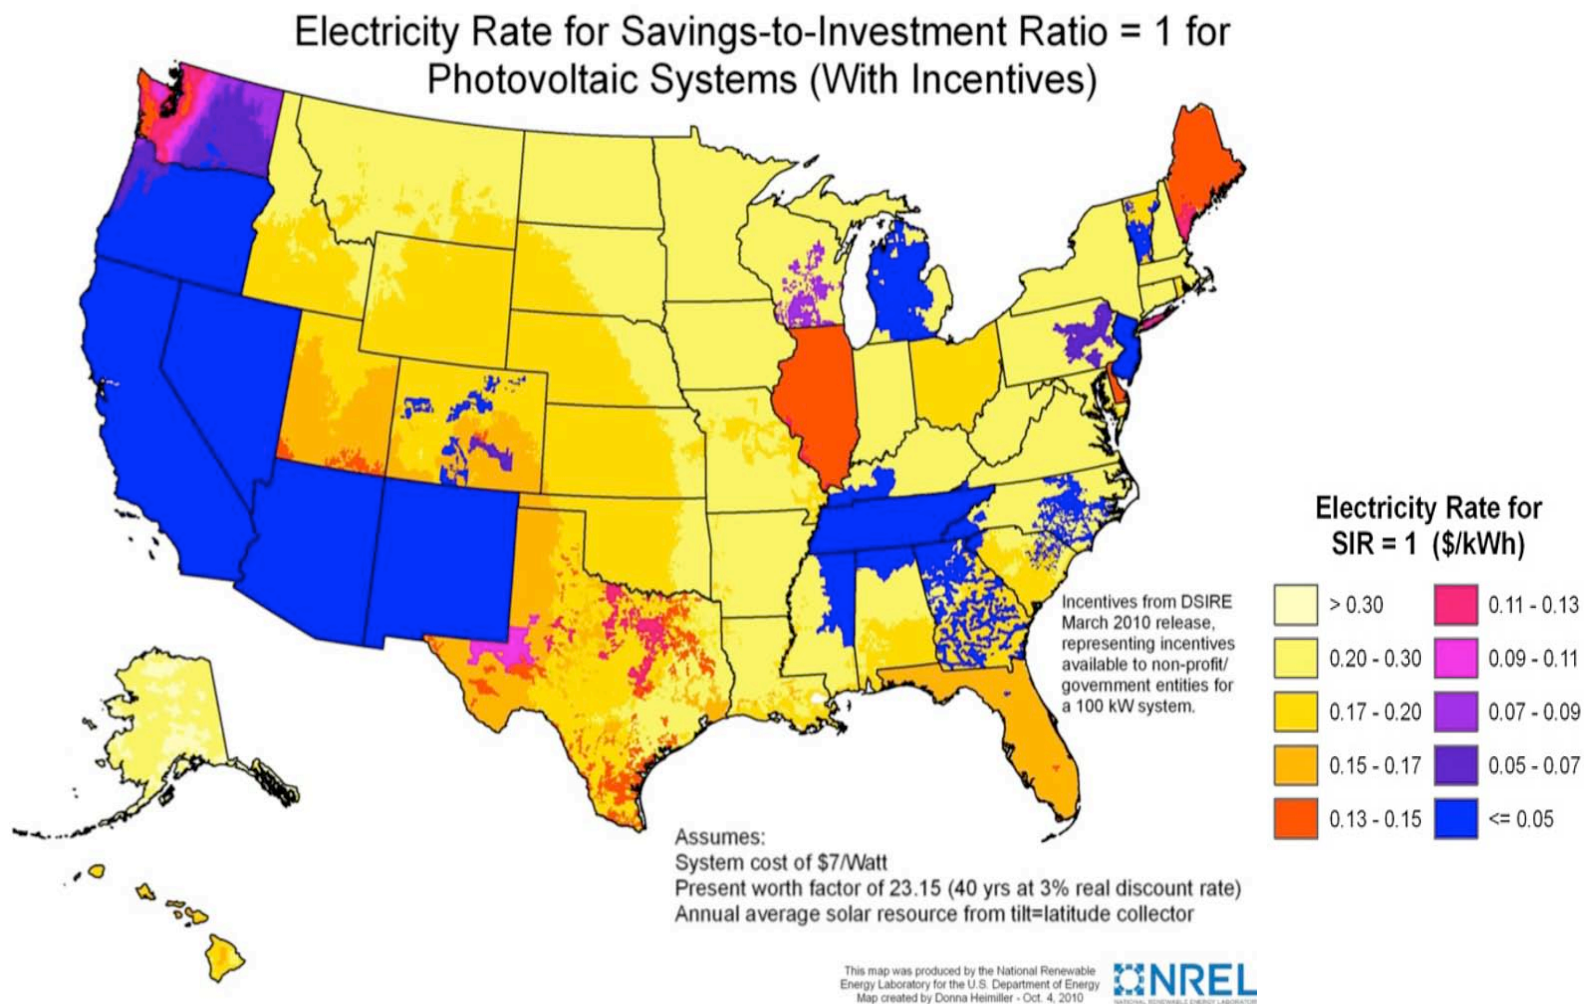 Electricity Rate for Savings-to-Investment Ratio = 1 for
Photovoltaic Systems (With Incentives)
Electricity Rate for
SIR = 1 ($/kWh)
> 0.30
0.20 - 0.30
0.17 - 0.20
0.15 - 0.17
0.13 - 0.15
0.11 - 0.13
0.09 - 0.11
0.07 - 0.09
0.05 - 0.07
<= 0.05
Incentives from DSIRE
March 2010 release,
representing incentives
available to non-profit/
government entities for
a 100 kW system.
Assumes:
System cost of $7/Watt
Present worth factor of 23.15 (40 yrs at 3% real discount rate)
Annual average solar resource from tilt=latitude collector
This map was produced by the National Renewable
Energy Laboratory for the U.S. Department of Energy
Map created by Donna Heimiller - Oct. 4, 2010
NREL
NATIONAL RENEWABLE ENERGY LABORATORY